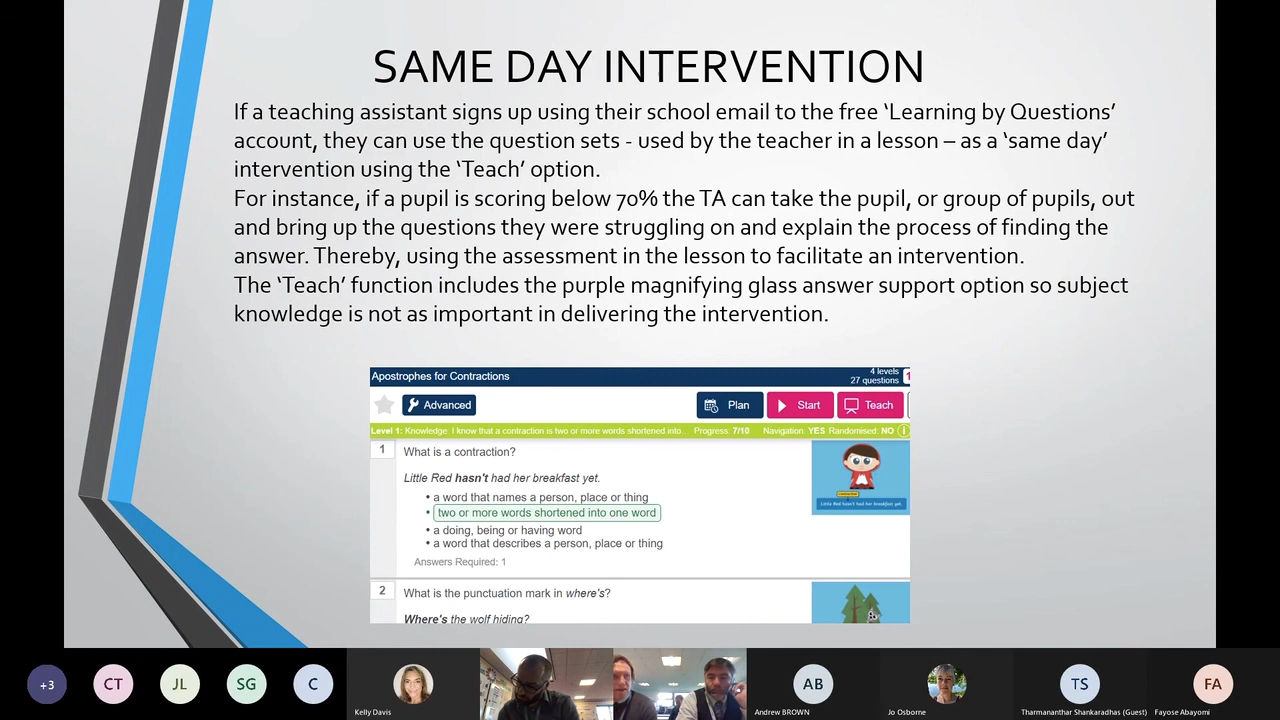 SAME DAY INTERVENTION
If a teaching assistant signs up using their school email to the free ‘Learning by Questions’
account, they can use the question sets - used by the teacher in a lesson – as a ‘same day’
intervention using the ‘Teach’ option.
For instance, if a pupil is scoring below 70% the TA can take the pupil, or group of pupils, out
and bring up the questions they were struggling on and explain the process of finding the
answer. Thereby, using the assessment in the lesson to facilitate an intervention.
The ‘Teach’ function includes the purple magnifying glass answer support option so subject
knowledge is not as important in delivering the intervention.
Apostrophes for Contractions
4 levels
27 questions
1
Advanced
Plan
Start
Teach
Level 1: Knowledge: I know that a contraction is two or more words shortened into... Progress: 7/10 Navigation: YES Randomised: NO i
1 What is a contraction?
Little Red hasn't had her breakfast yet.
• a word that names a person, place or thing
• two or more words shortened into one word
• a doing, being or having word
• a word that describes a person, place or thing
Answers Required: 1
Little Red hasn't had her breakfast yet.
2 What is the punctuation mark in where's?
Where's the wolf hiding?
+3
CT
JL
SG
C
Kelly Davis
AB
Andrew BROWN
Jo Osborne
TS
Tharmananthar Shankaradhas (Guest)
FA
Fayose Abayomi